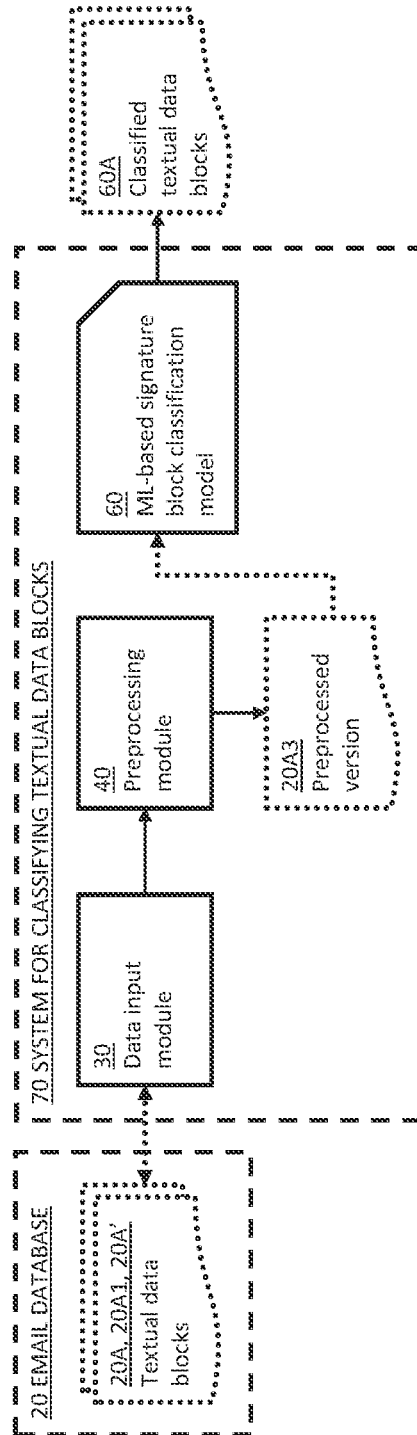 20 EMAIL DATABASE
20A, 20A1, 20A'
Textual data
blocks
70 SYSTEM FOR CLASSIFYING TEXTUAL DATA BLOCKS
30
Data input
module
40
Preprocessing
module
20A3
Preprocessed
version
60
ML-based signature
block classification
model
60A
Classified
textual data
blocks